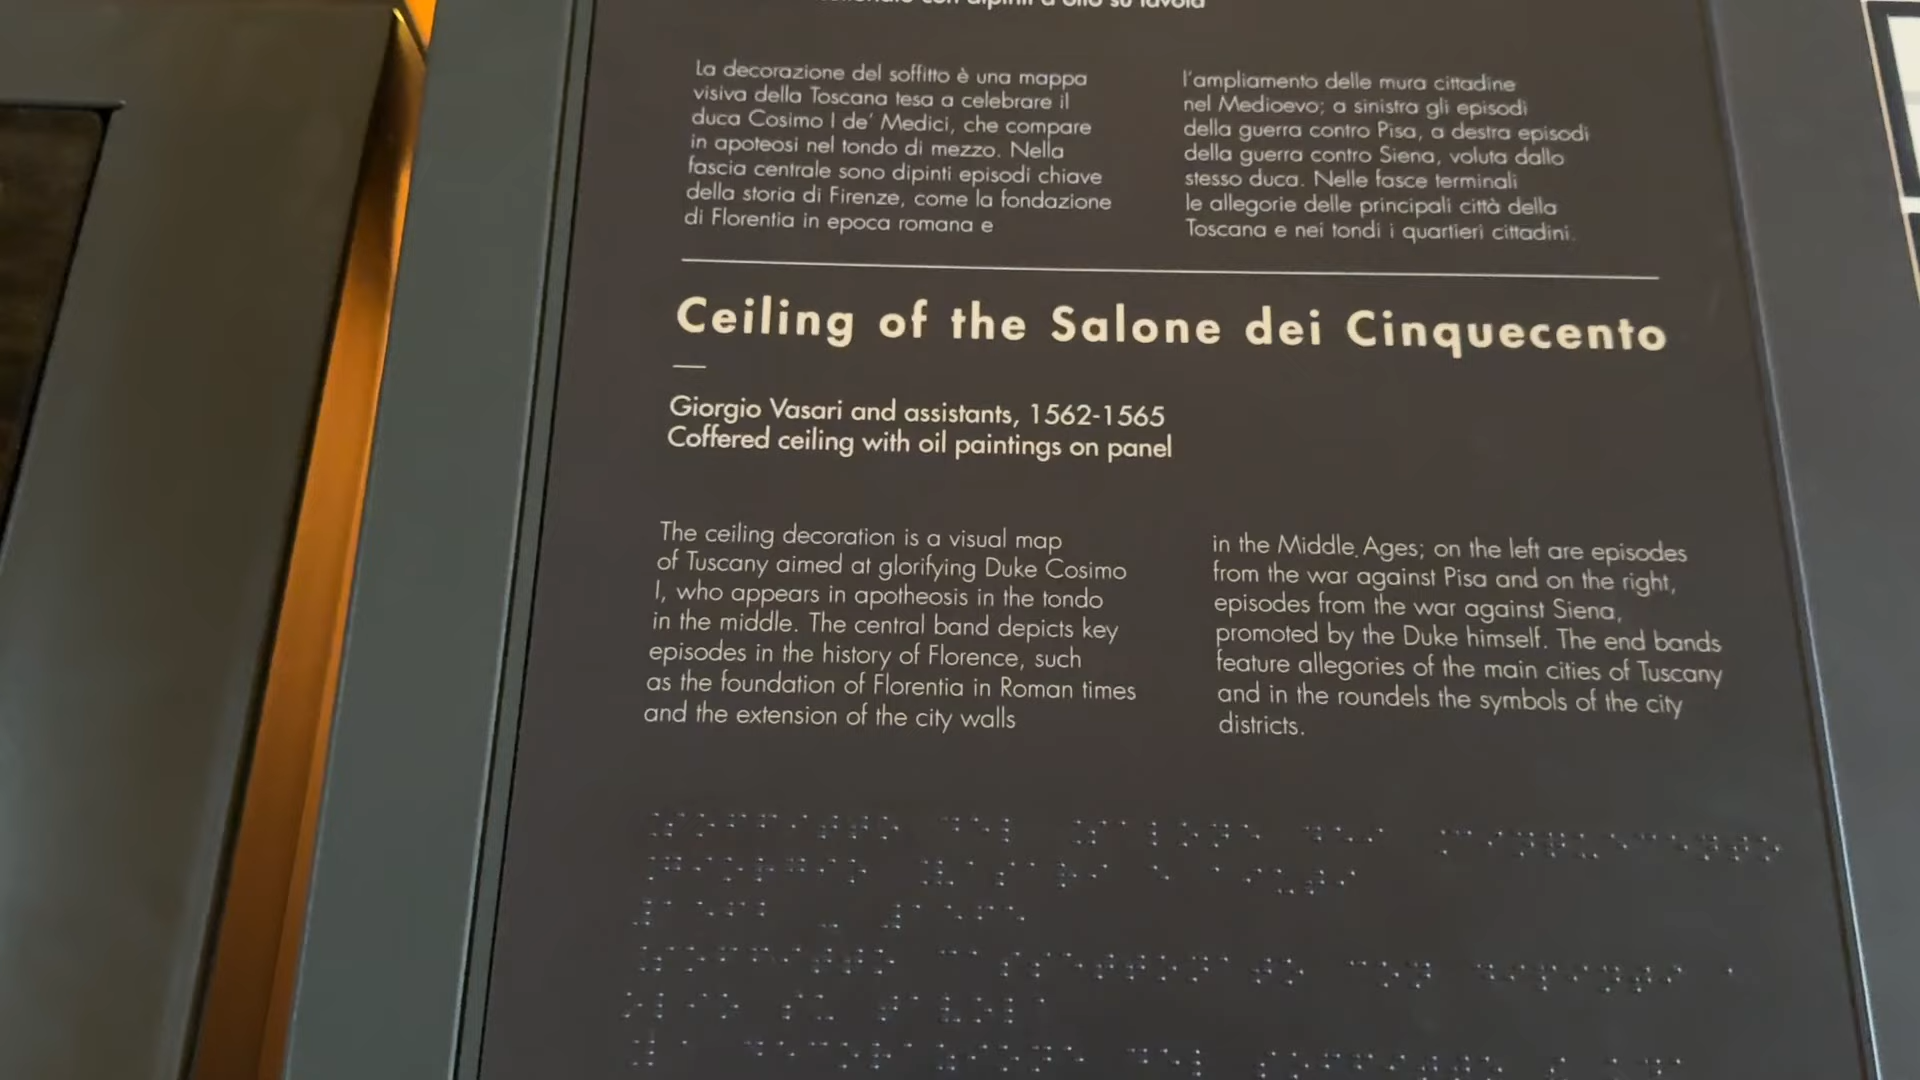 con dipinti a olio su tavola
La decorazione del soffitto è una mappa
visiva della Toscana tesa a celebrare il
duca Cosimo I de' Medici, che compare
in apoteosi nel tondo di mezzo. Nella
fascia centrale sono dipinti episodi chiave
della storia di Firenze, come la fondazione
di Florentia in epoca romana e
l'ampliamento delle mura cittadine
nel Medioevo; a sinistra gli episodi
della guerra contro Pisa, a destra episodi
della guerra contro Siena, voluta dallo
stesso duca. Nelle fasce terminali
le allegorie delle principali città della
Toscana e nei tondi i quartieri cittadini.
Ceiling of the Salone dei Cinquecento
Giorgio Vasari and assistants, 1562-1565
Coffered ceiling with oil paintings on panel
The ceiling decoration is a visual map
of Tuscany aimed at glorifying Duke Cosimo
I, who appears in apotheosis in the tondo
in the middle. The central band depicts key
episodes in the history of Florence, such
as the foundation of Florentia in Roman times
and the extension of the city walls
in the Middle Ages; on the left are episodes
from the war against Pisa and on the right,
episodes from the war against Siena,
promoted by the Duke himself. The end bands
feature allegories of the main cities of Tuscany
and in the roundels the symbols of the city
districts.